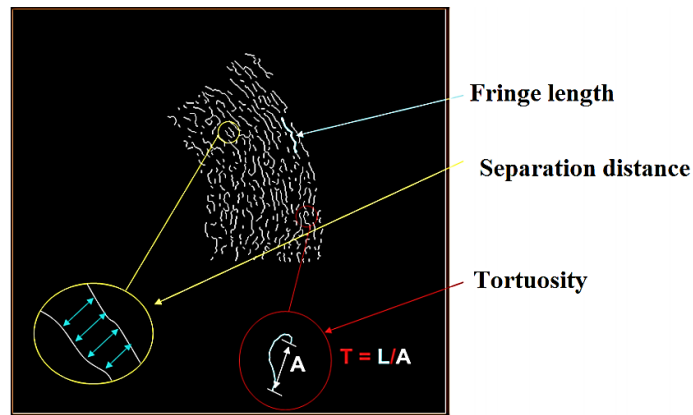 Fringe length
Separation distance
Tortuosity
A
T = L/A